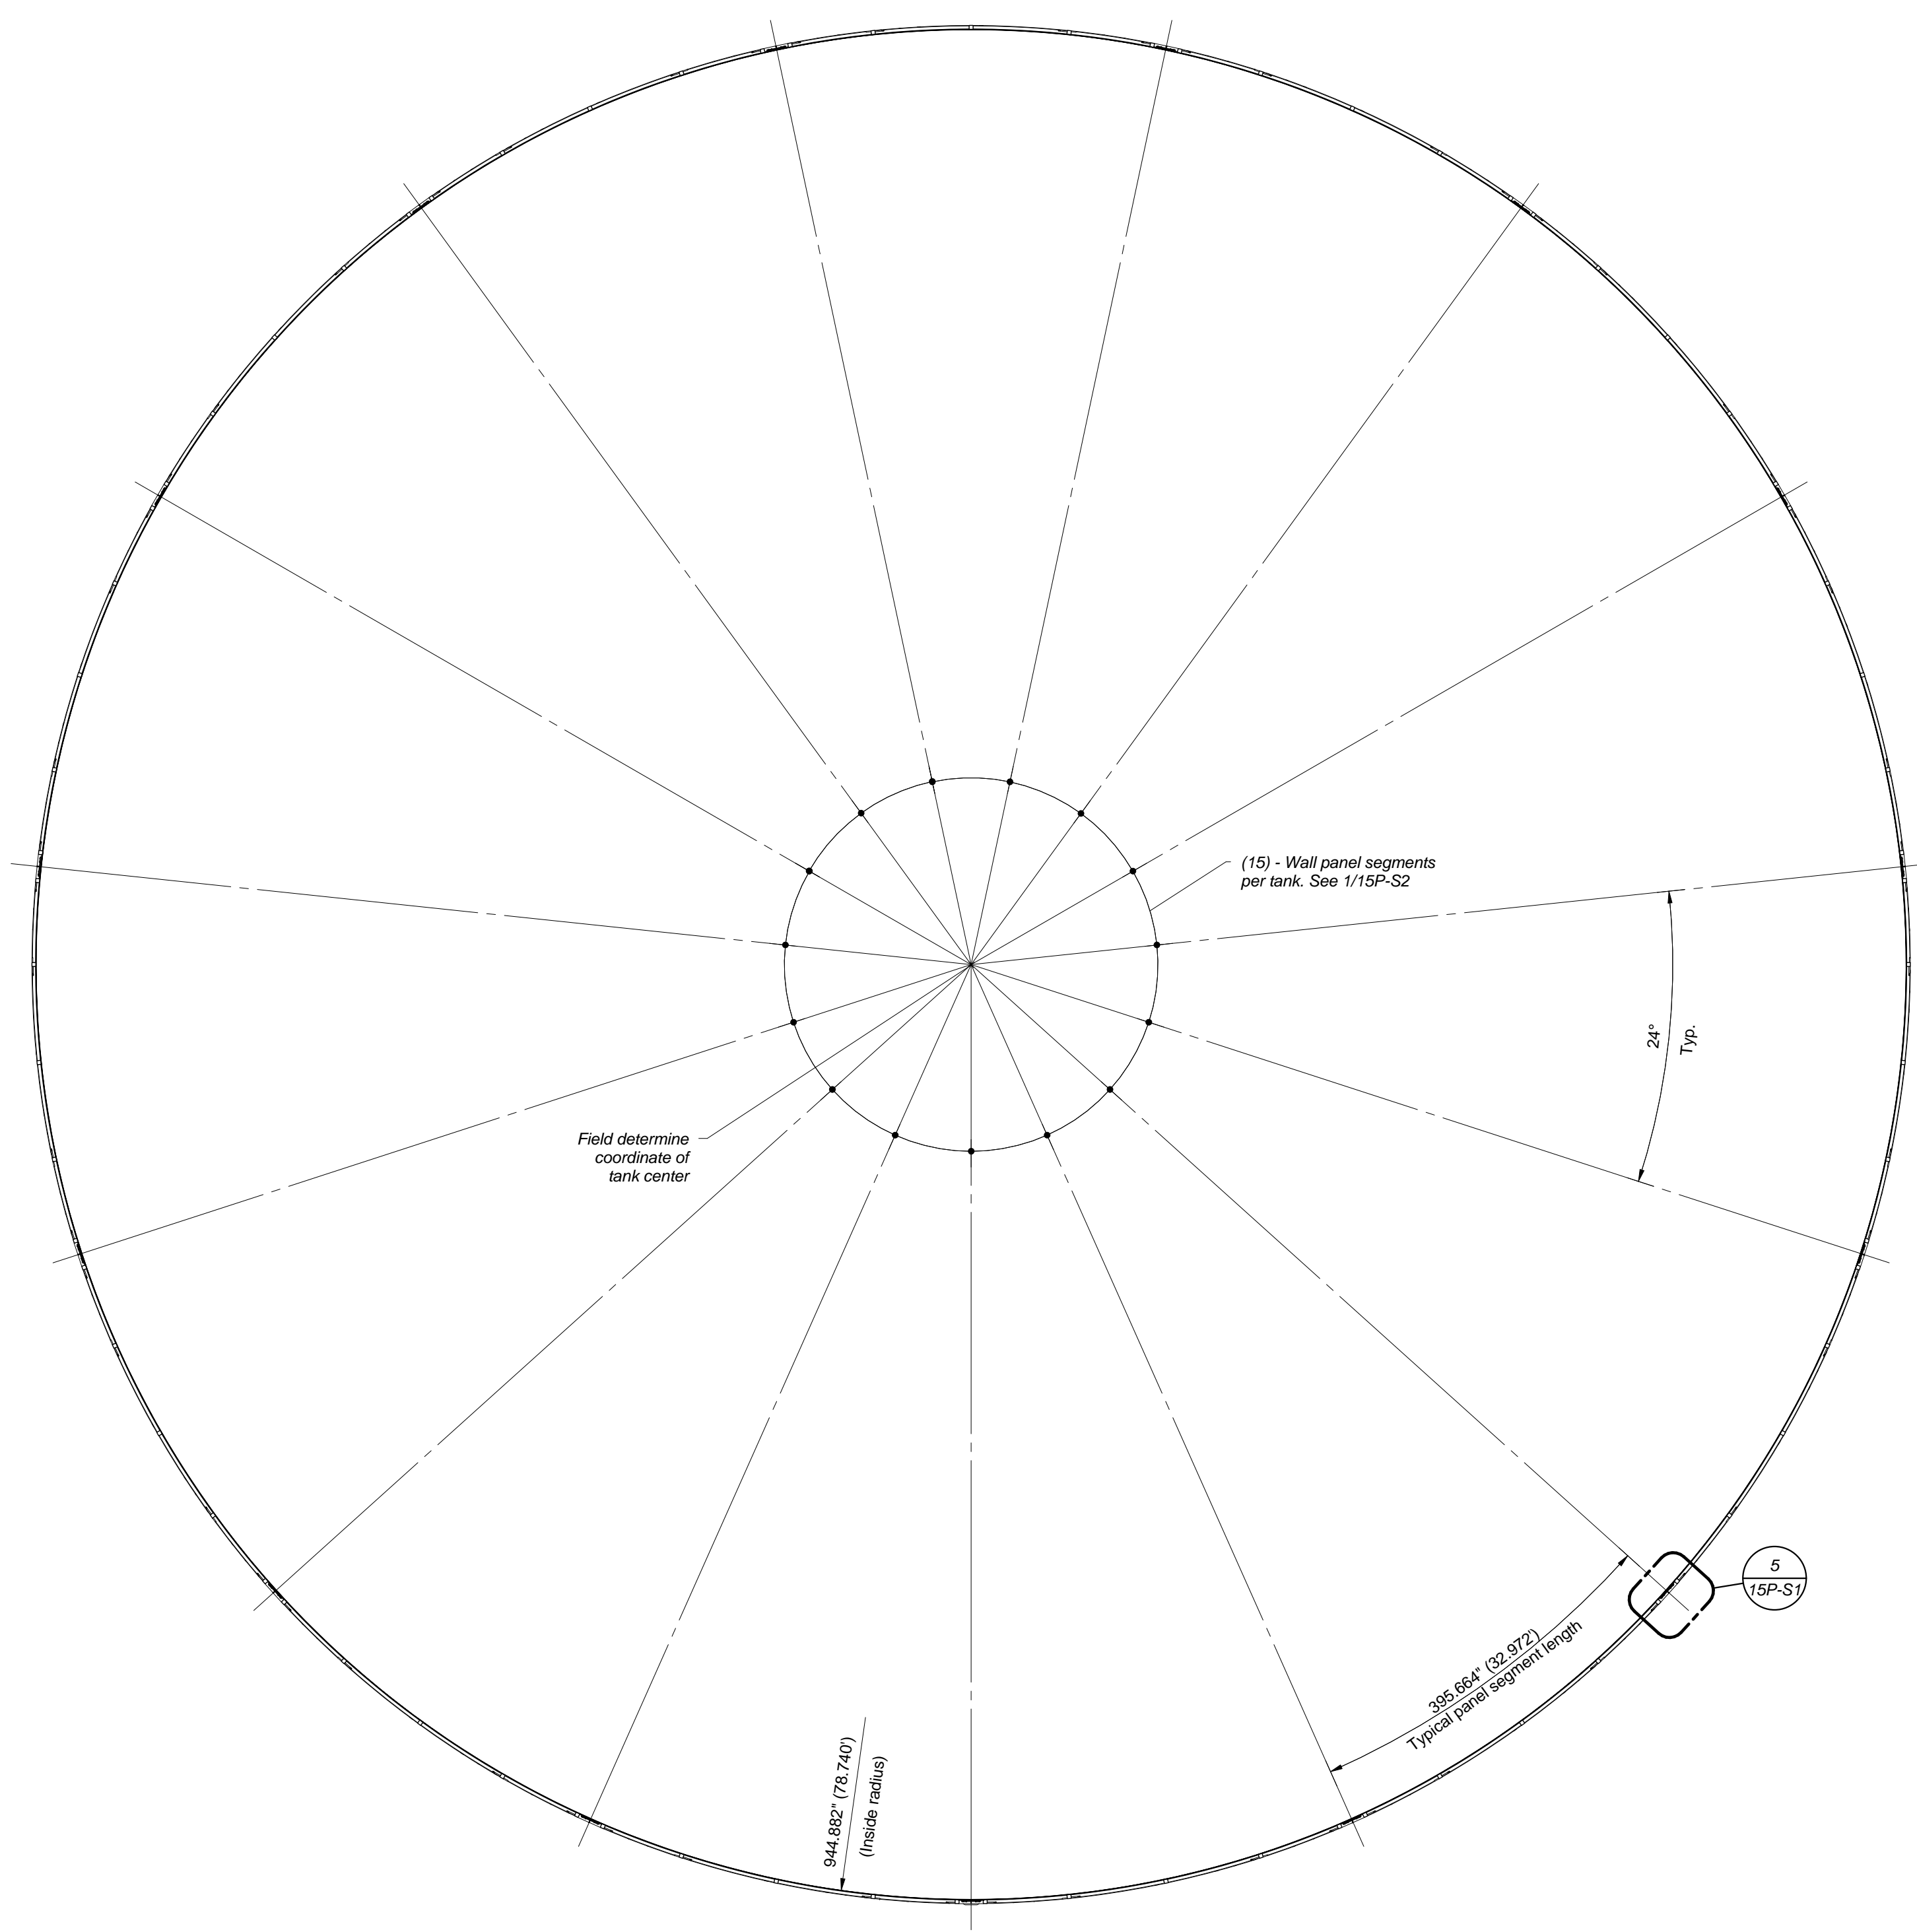 (15) - Wall panel segments
per tank. See 1/15P-S2
24°
Typ.
Field determine
coordinate of
tank center
5
15P-S1
395.664" (32.972')
Typical panel segment length
944.882" (78.740')
(Inside radius)